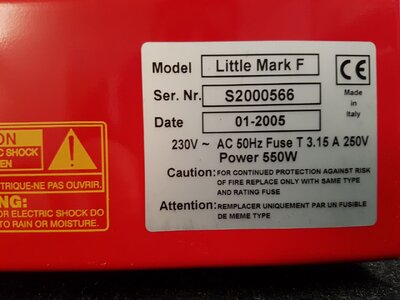 Model Little Mark F
CE
Made in Italy
Ser. Nr. S2000566
Date 01-2005
230V ~ AC 50Hz Fuse T 3.15 A 250V
Power 550W
Caution: FOR CONTINUED PROTECTION AGAINST RISK
OF FIRE REPLACE ONLY WITH SAME TYPE
AND RATING FUSE
Attention: REMPLACER UNIQUEMENT PAR UN FUSIBLE
DE MEME TYPE
ON
C SHOCK
EN
TRIQUE-NE PAS OUVRIR.
NG:
OR ELECTRIC SHOCK DO
TO RAIN OR MOISTURE.